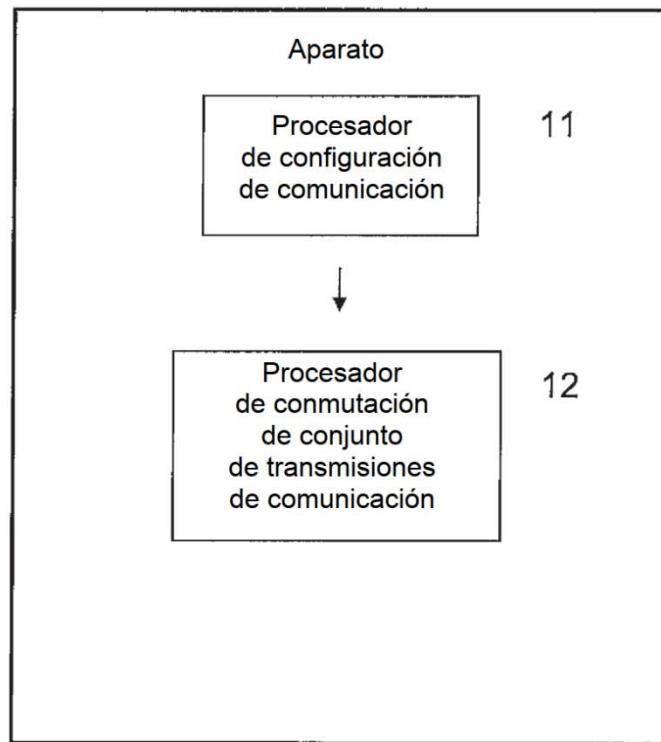 Aparato
Procesador
de configuración
de comunicación
11
Procesador
de conmutación
de conjunto
de transmisiones
de comunicación
12